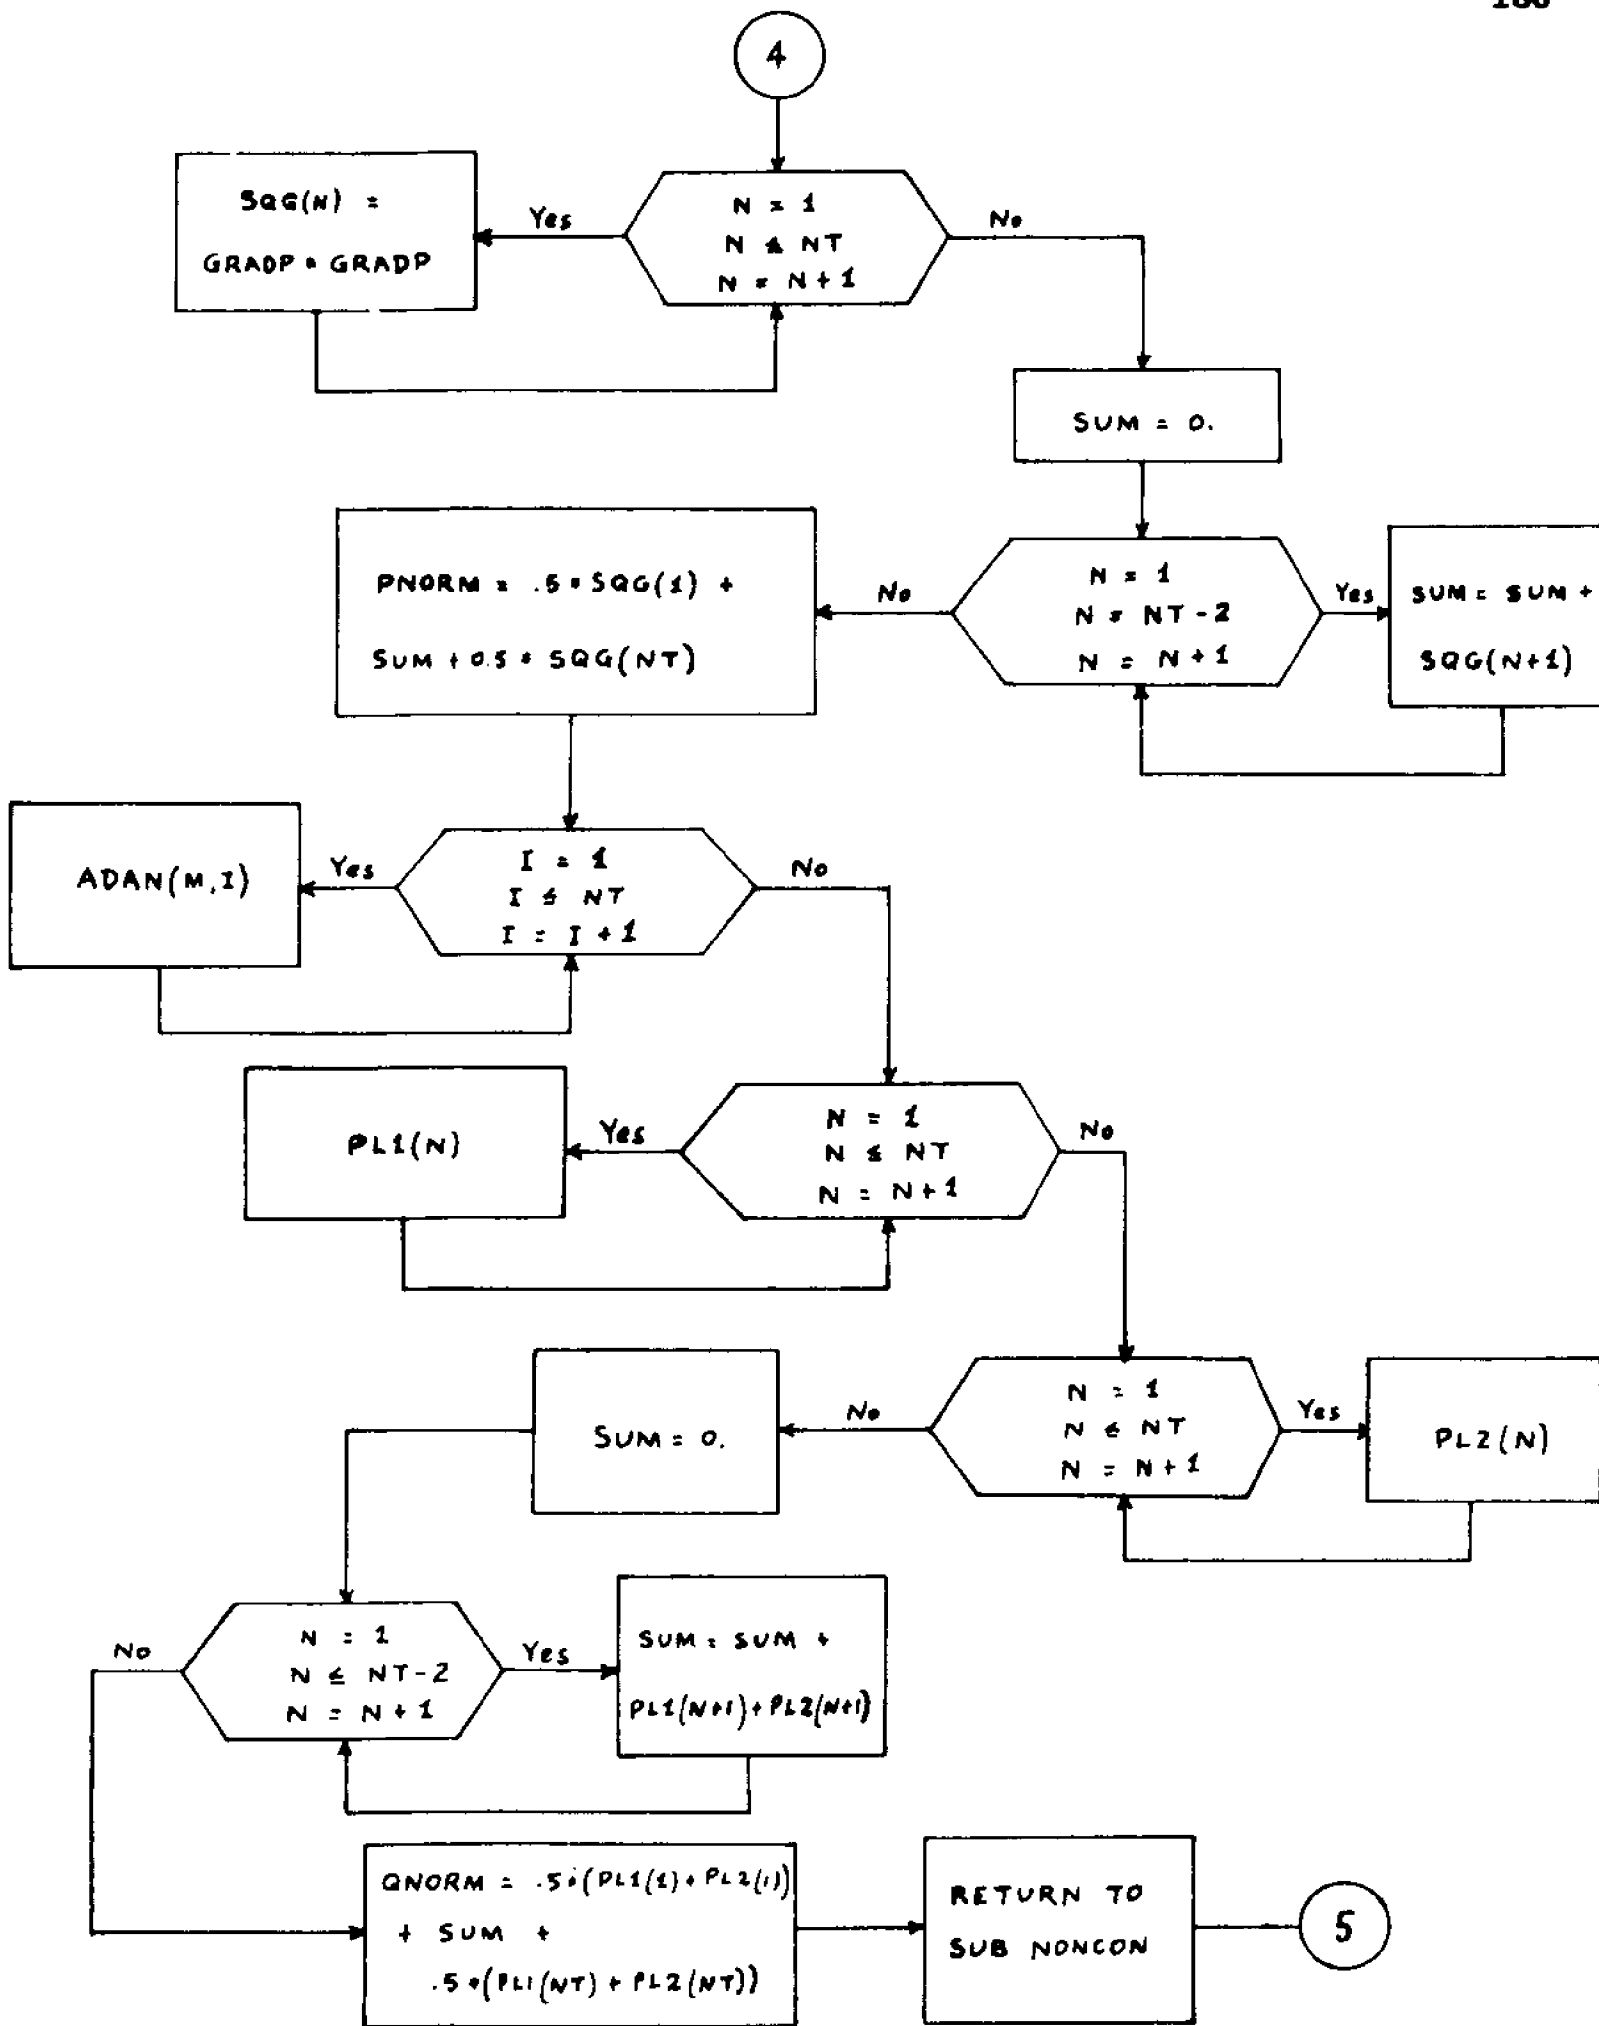 4
SQG(N) =
GRADP * GRADP
Yes
N = 1
N ≤ NT
N = N + 1
No
SUM = 0.
PNORM = .5 * SQG(1) +
SUM + 0.5 * SQG(NT)
No
N = 1
N = NT - 2
N = N + 1
Yes
SUM = SUM +
SQG(N+1)
ADAN(M,I)
Yes
I = 1
I ≤ NT
I = I + 1
No
PL1(N)
Yes
N = 1
N ≤ NT
N = N + 1
No
SUM = 0.
No
N = 1
N ≤ NT
N = N + 1
Yes
PL2(N)
No
N = 1
N ≤ NT - 2
N = N + 1
Yes
SUM = SUM +
PL1(N+1) + PL2(N+1)
QNORM = .5 * (PL1(1) + PL2(1))
+ SUM +
.5 * (PL1(NT) + PL2(NT))
RETURN TO
SUB NONCON
5